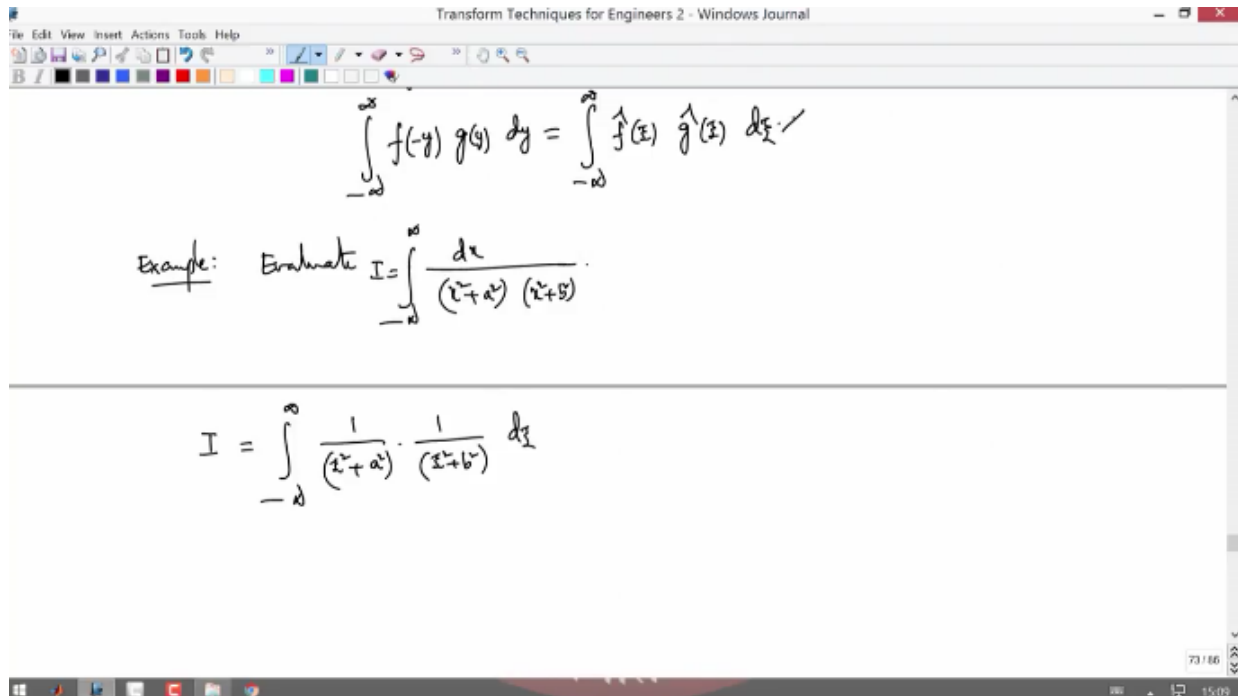 Transform Techniques for Engineers 2 - Windows Journal
File Edit View Insert Actions Tools Help
B I
∫_{-∞}^{∞} f(-y) g(y) dy = ∫_{-∞}^{∞} f̂(ξ) ĝ(ξ) dξ.
Example: Evaluate I = ∫_{-∞}^{∞} dx / ((x²+a²) (x²+b²)).
I = ∫_{-∞}^{∞} 1/(ξ²+a²) · 1/(ξ²+b²) dξ
73 / 86
15:09